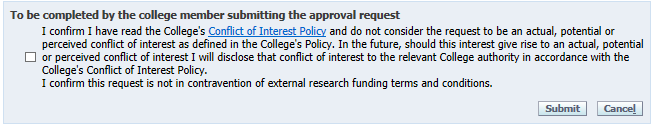 To be completed by the college member submitting the approval request
I confirm I have read the College's Conflict of Interest Policy and do not consider the request to be an actual, potential or
perceived conflict of interest as defined in the College's Policy. In the future, should this interest give rise to an actual, potential
or perceived conflict of interest I will disclose that conflict of interest to the relevant College authority in accordance with the
College's Conflict of Interest Policy.
I confirm this request is not in contravention of external research funding terms and conditions.
Submit Cancel